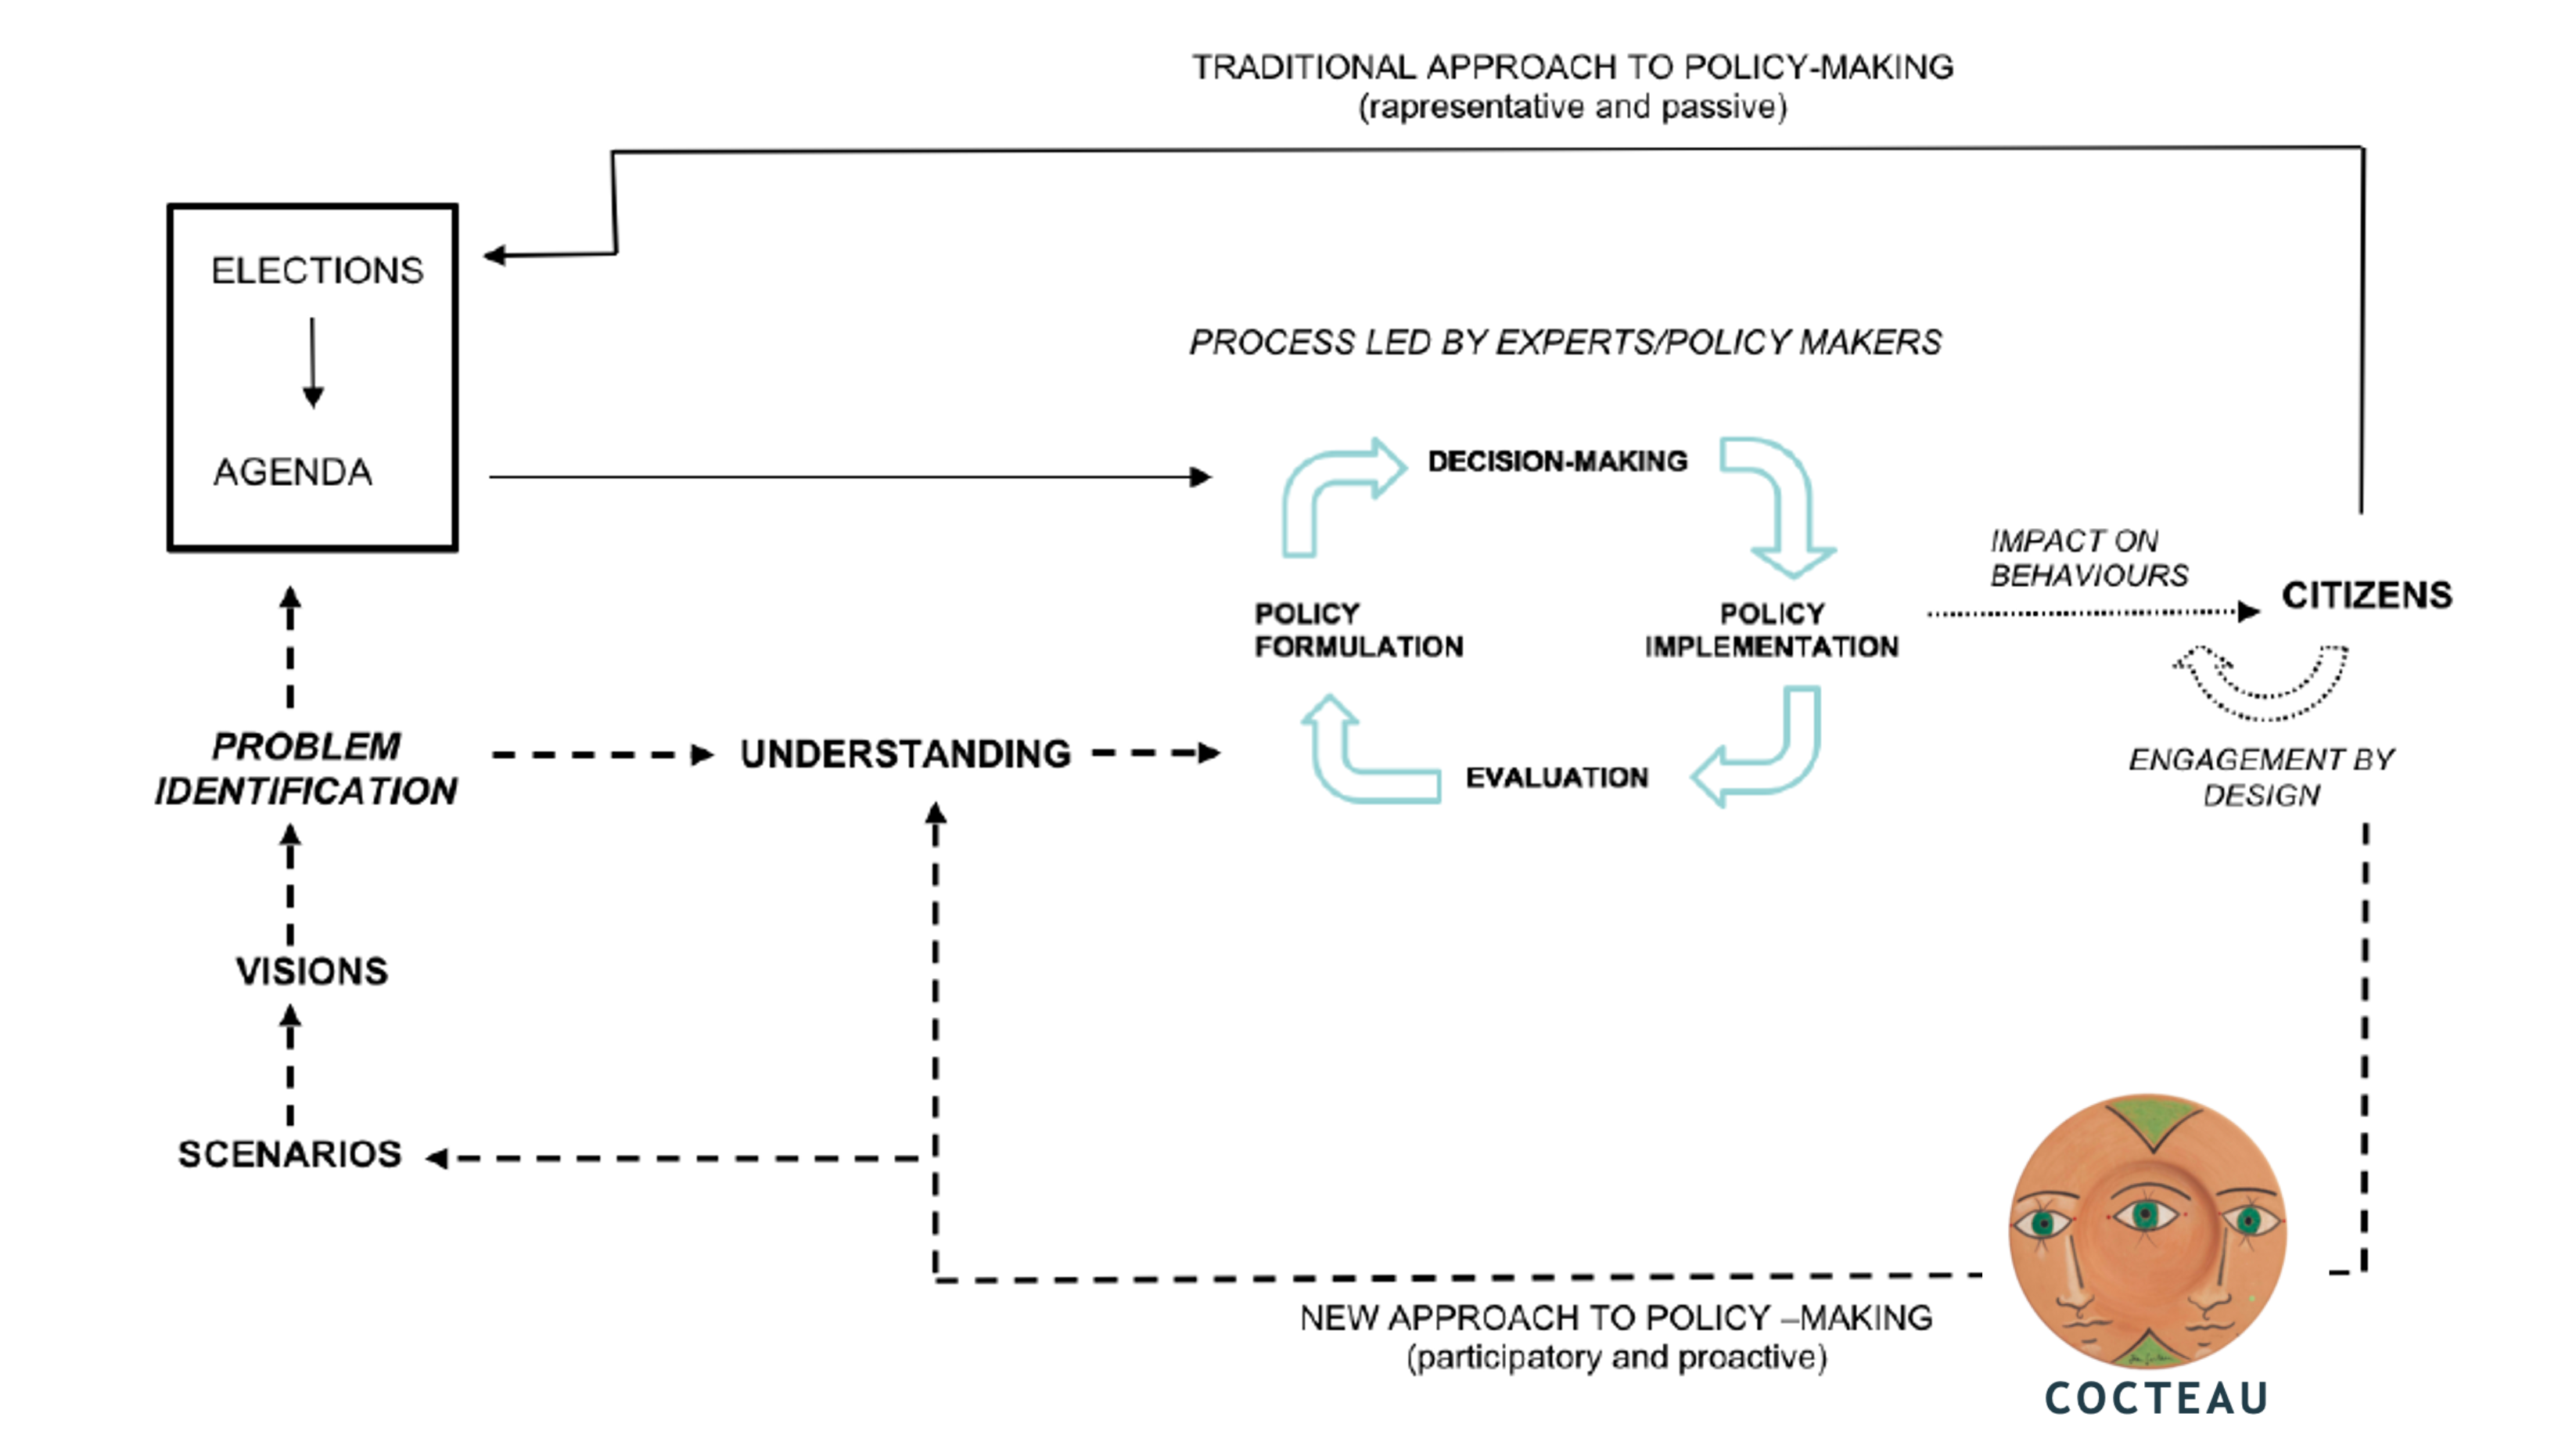 TRADITIONAL APPROACH TO POLICY-MAKING
(rapresentative and passive)
ELECTIONS
AGENDA
PROCESS LED BY EXPERTS/POLICY MAKERS
DECISION-MAKING
POLICY
FORMULATION
POLICY
IMPLEMENTATION
EVALUATION
IMPACT ON
BEHAVIOURS
CITIZENS
ENGAGEMENT BY
DESIGN
PROBLEM
IDENTIFICATION
UNDERSTANDING
VISIONS
SCENARIOS
NEW APPROACH TO POLICY –MAKING
(participatory and proactive)
COCTEAU